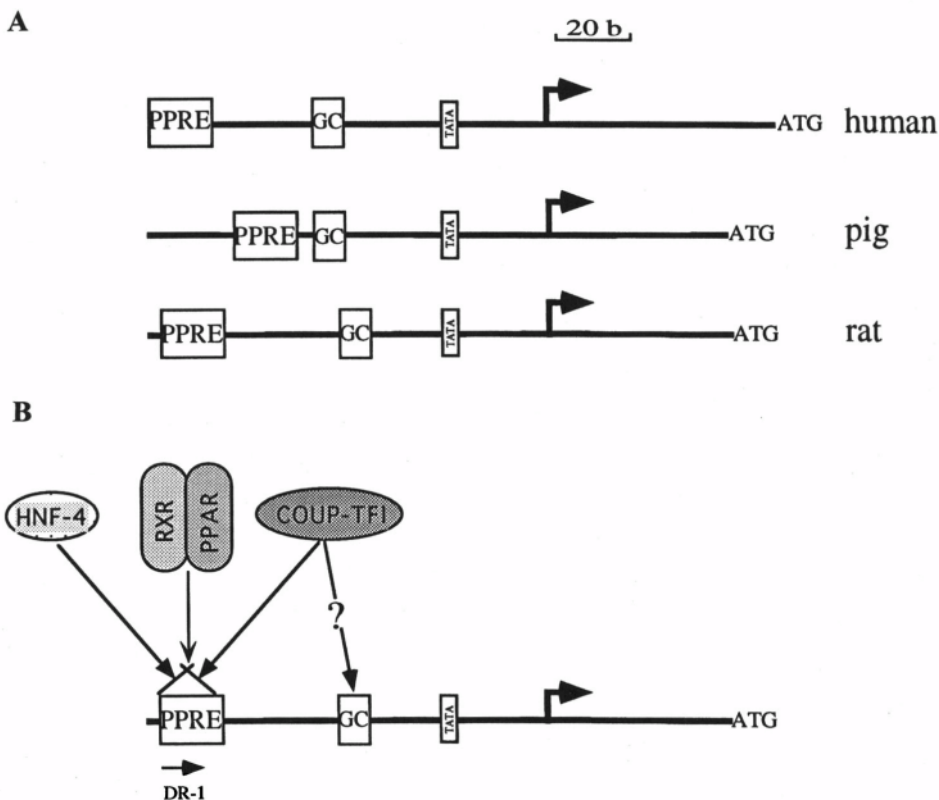 A
20 b
PPRE GC TATA ATG human
PPRE GC TATA ATG pig
PPRE GC TATA ATG rat
B
HNF-4 RXR PPAR COUP-TFI
?
PPRE GC TATA ATG
DR-1